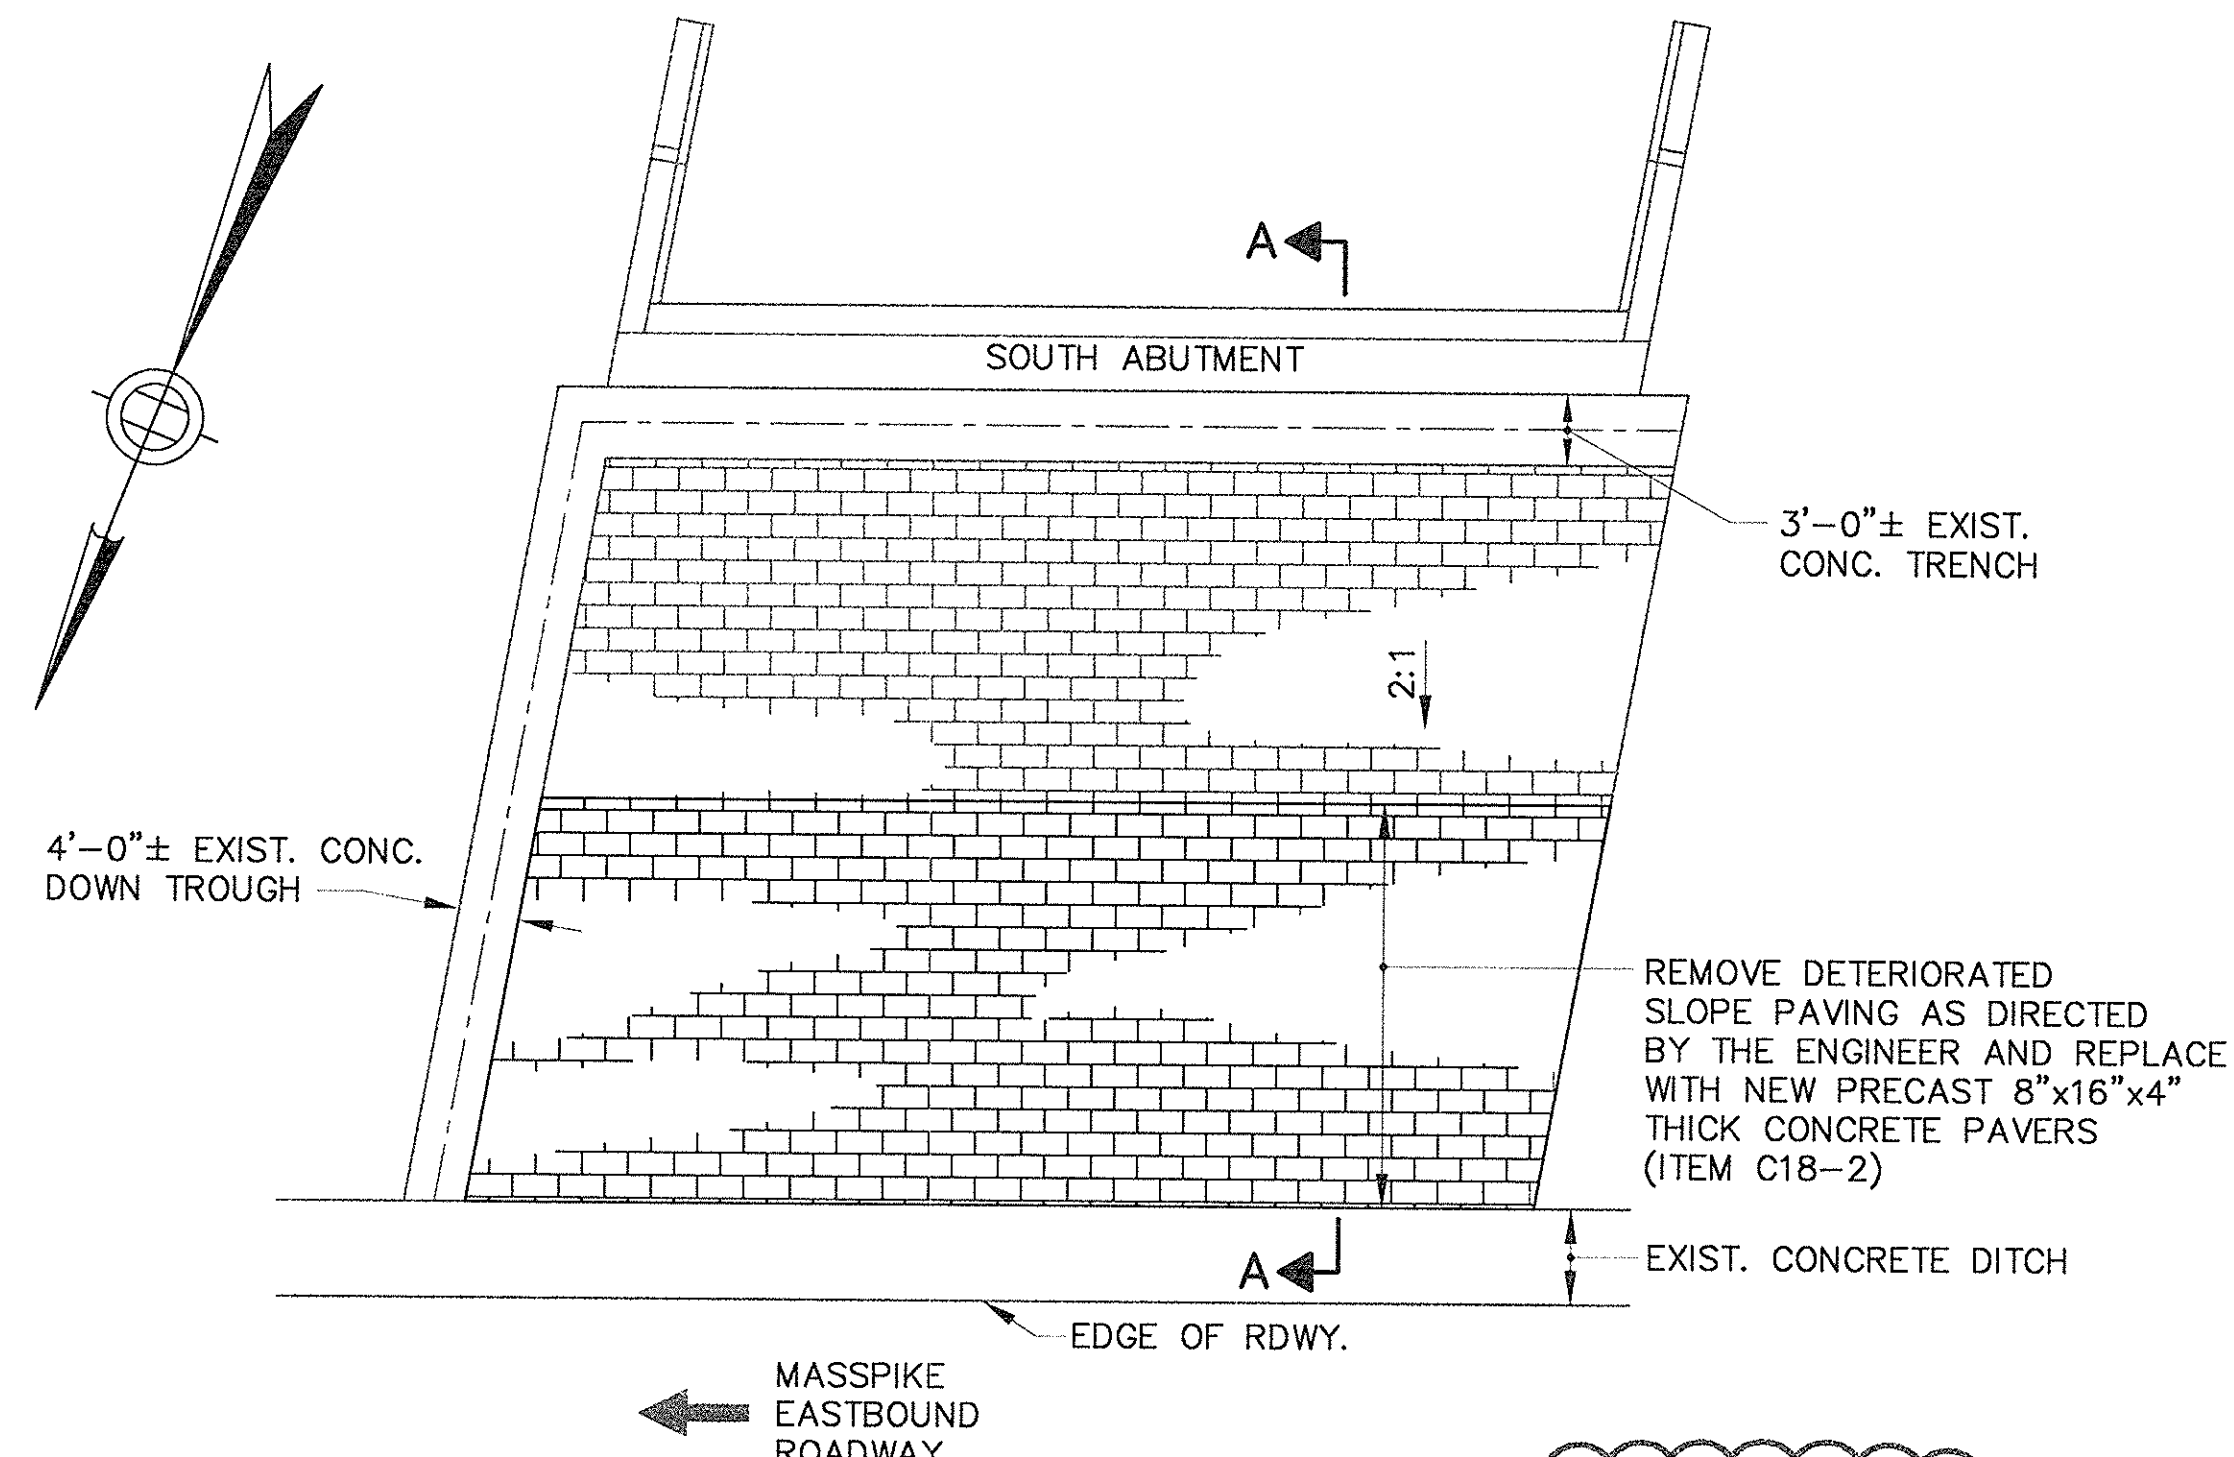 A
SOUTH ABUTMENT
3'-0"± EXIST.
CONC. TRENCH
2:1
4'-0"± EXIST. CONC.
DOWN TROUGH
REMOVE DETERIORATED
SLOPE PAVING AS DIRECTED
BY THE ENGINEER AND REPLACE
WITH NEW PRECAST 8"x16"x4"
THICK CONCRETE PAVERS
(ITEM C18-2)
A
EXIST. CONCRETE DITCH
EDGE OF RDWY.
MASSPIKE
EASTBOUND
ROADWAY